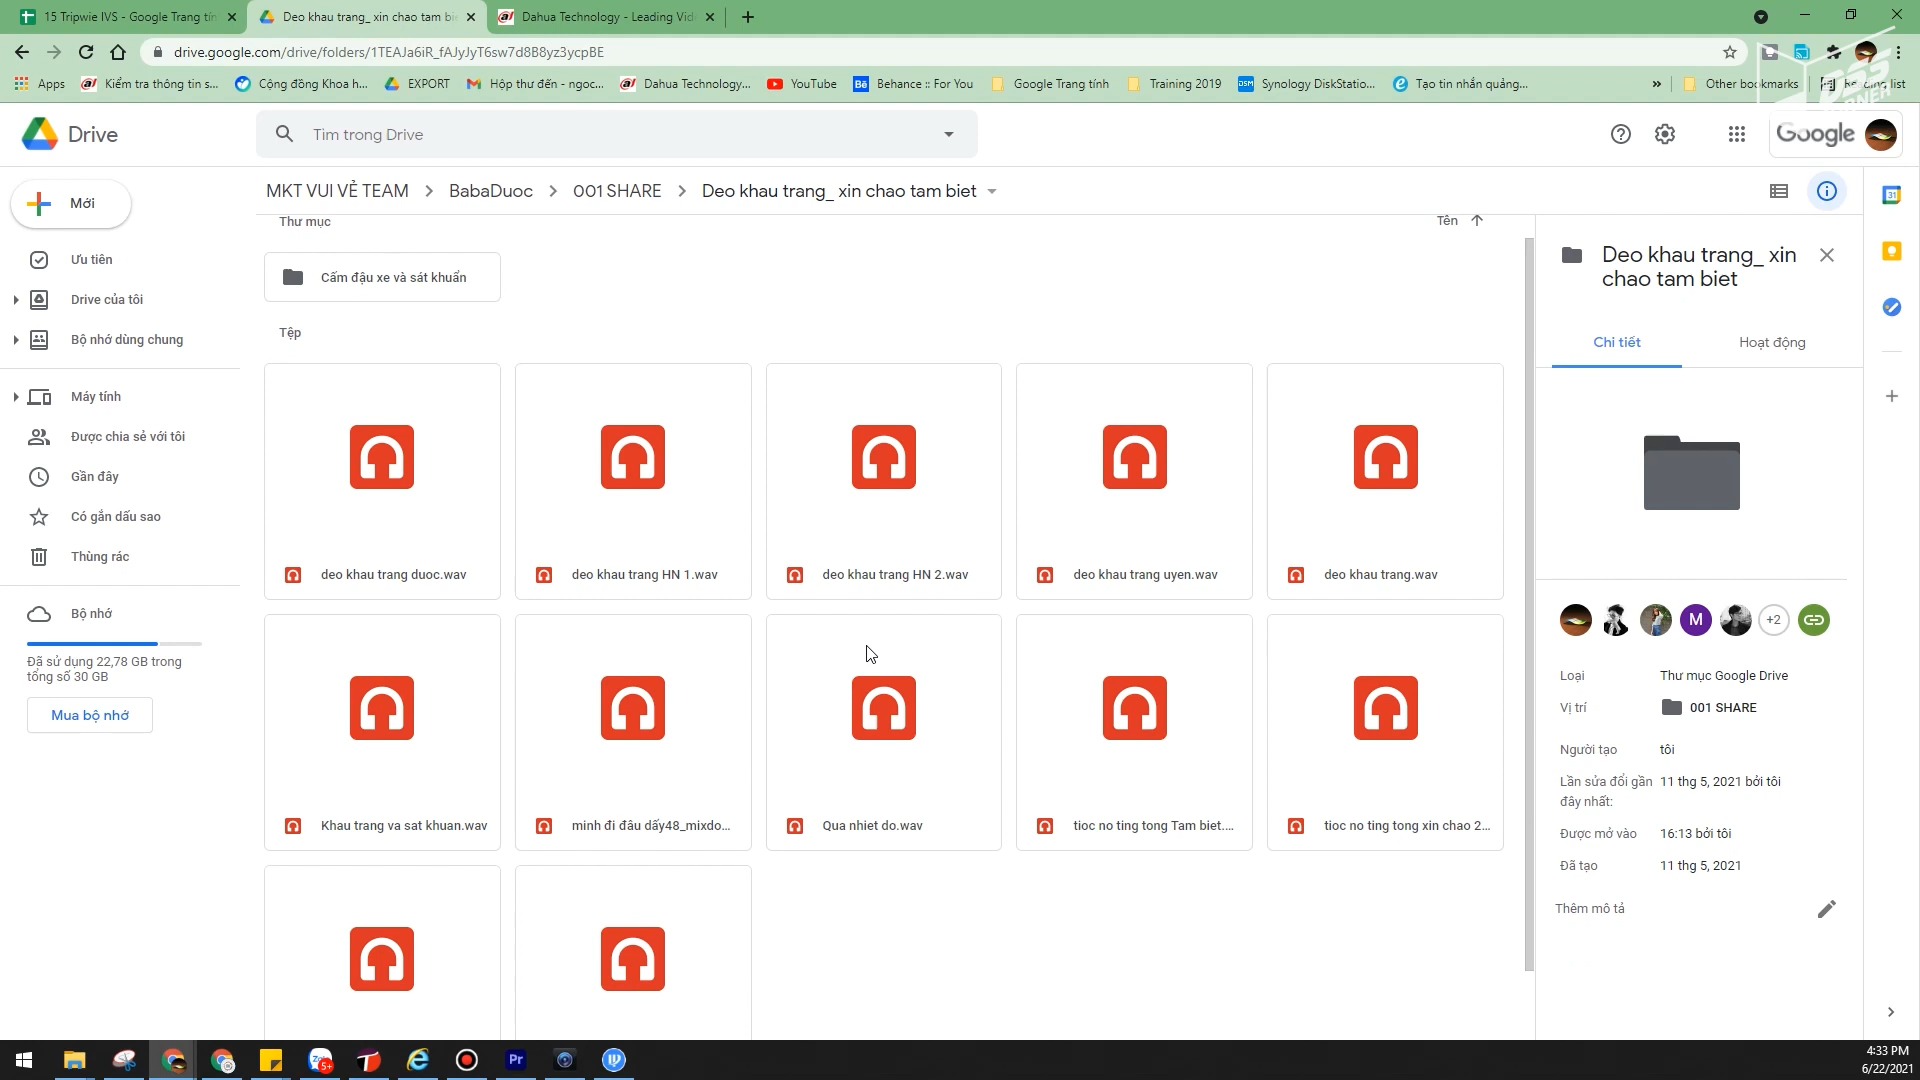 15 Tripwie IVS - Google Trang tín
Deo khau trang_ xin chao tam bi
Dahua Technology - Leading Vid
drive.google.com/drive/folders/1TEAJa6iR_fAJyJyT6sw7d8B8yz3ycpBE
Apps
Kiểm tra thông tin s...
Cộng đồng Khoa h...
EXPORT
Hộp thư đến - ngoc...
Dahua Technology...
YouTube
Behance :: For You
Google Trang tính
Training 2019
Synology DiskStatio...
Tạo tin nhắn quảng...
»
Other bookmarks
Drive
Tìm trong Drive
Google
MKT VUI VẺ TEAM > BabaDuoc > 001 SHARE > Deo khau trang_ xin chao tam biet
Mới
Ưu tiên
Drive của tôi
Bộ nhớ dùng chung
Máy tính
Được chia sẻ với tôi
Gần đây
Có gắn dấu sao
Thùng rác
Bộ nhớ
Đã sử dụng 22,78 GB trong
tổng số 30 GB
Mua bộ nhớ
Thư mục
Tên
Cấm đậu xe và sát khuẩn
Tệp
deo khau trang duoc.wav
deo khau trang HN 1.wav
deo khau trang HN 2.wav
deo khau trang uyen.wav
deo khau trang.wav
Khau trang va sat khuan.wav
minh đi đâu dấy48_mixdo...
Qua nhiet do.wav
tioc no ting tong Tam biet....
tioc no ting tong xin chao 2...
Deo khau trang_ xin
chao tam biet
Chi tiết
Hoạt động
M
+2
Loại
Thư mục Google Drive
Vị trí
001 SHARE
Người tạo
tôi
Lần sửa đổi gần
đây nhất:
11 thg 5, 2021 bởi tôi
Được mở vào
16:13 bởi tôi
Đã tạo
11 thg 5, 2021
Thêm mô tả
31
5+
Pr
4:33 PM
6/22/2021